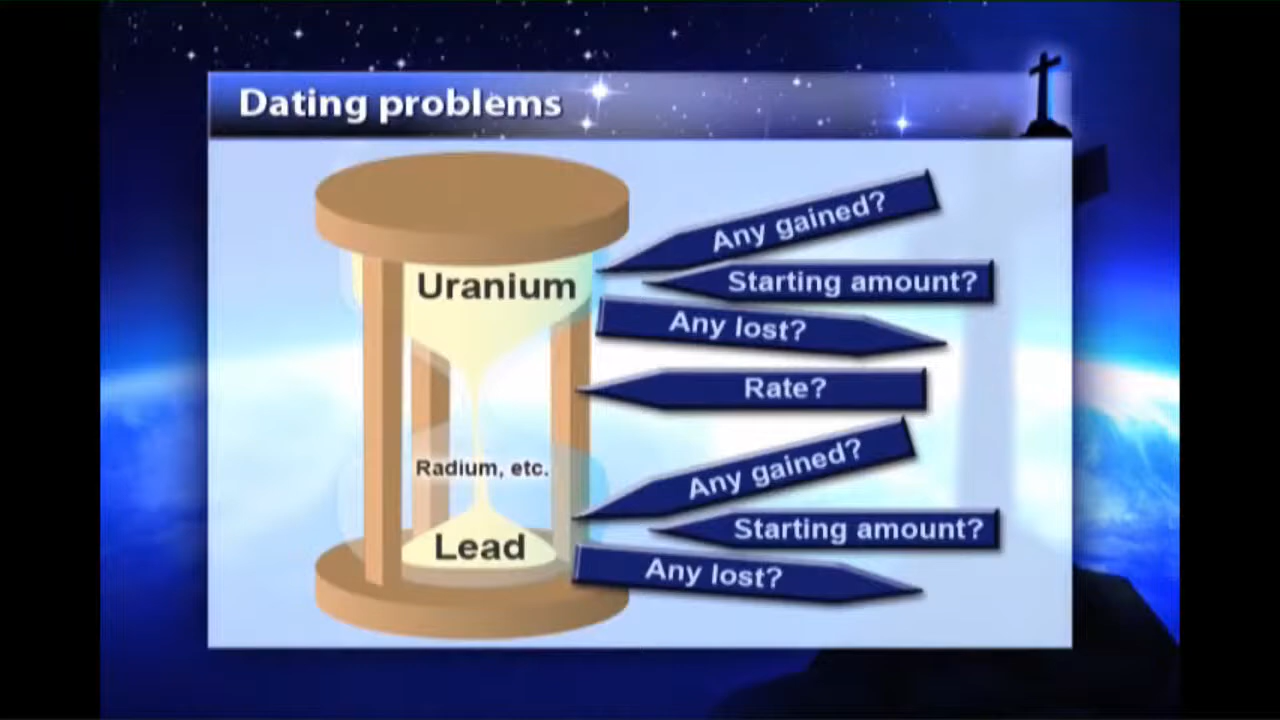 Dating problems
Any gained?
Uranium
Starting amount?
Any lost?
Rate?
Any gained?
Radium, etc.
Starting amount?
Lead
Any lost?